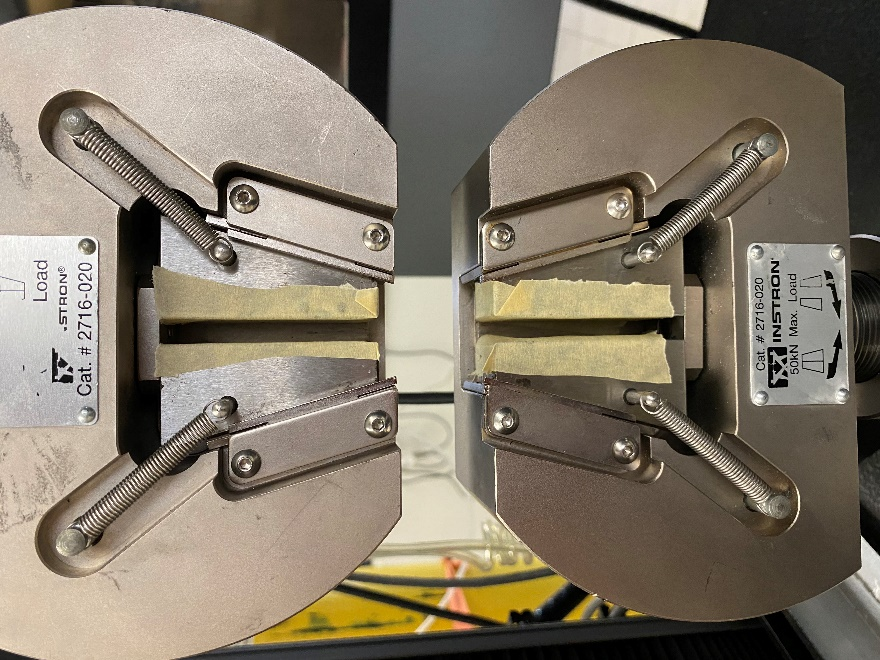 Load
.STRON®
Cat. # 2716-020
Cat. # 2716-020
INSTRON®
50kN Max. Load